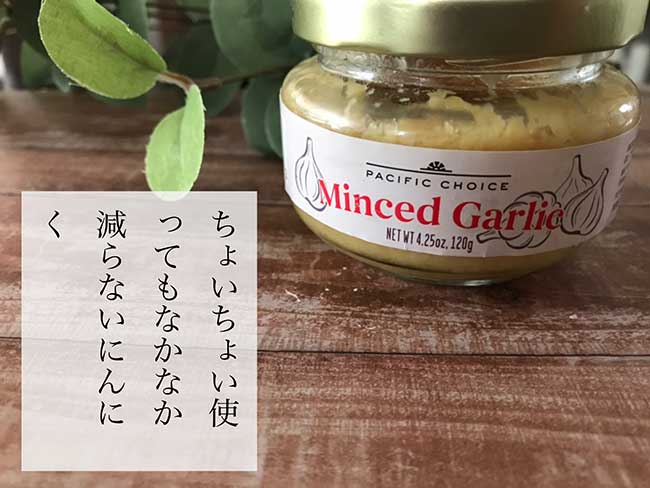 PACIFIC CHOICE
Minced Garlic
NET WT 4.25oz, 120g
ちょいちょい使
ってもなかなか
減らないにんに
く